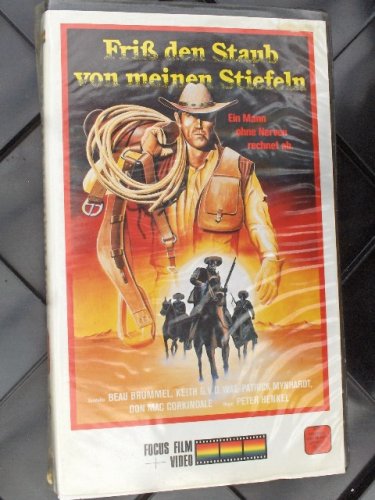 Friß den Staub
von meinen Stiefeln
Ein Mann
ohne Nerven
rechnet ab.
BEAU BRUMMEL, KEITH G.V.D. WAT, PATRICK MYNHARDT,
DON MAC CORKINDALE PETER HENKEL
FOCUS FILM
+ VIDEO